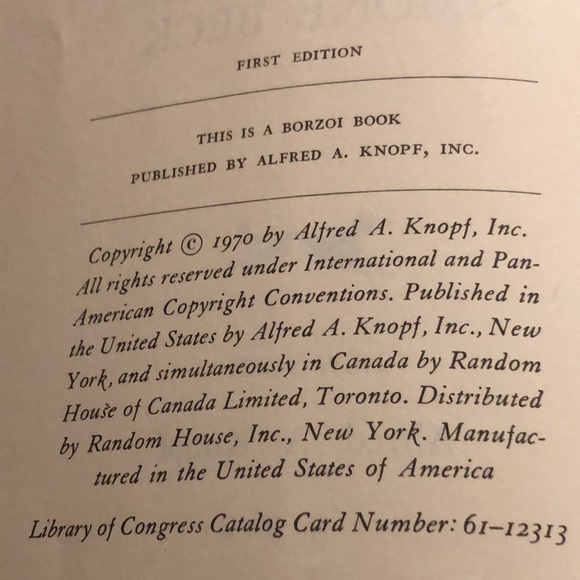 FIRST EDITION
THIS IS A BORZOI BOOK
PUBLISHED BY ALFRED A. KNOPF, INC.
Copyright © 1970 by Alfred A. Knopf, Inc.
All rights reserved under International and Pan-
American Copyright Conventions. Published in
the United States by Alfred A. Knopf, Inc., New
York, and simultaneously in Canada by Random
House of Canada Limited, Toronto. Distributed
by Random House, Inc., New York. Manufac-
tured in the United States of America
Library of Congress Catalog Card Number: 61–12313